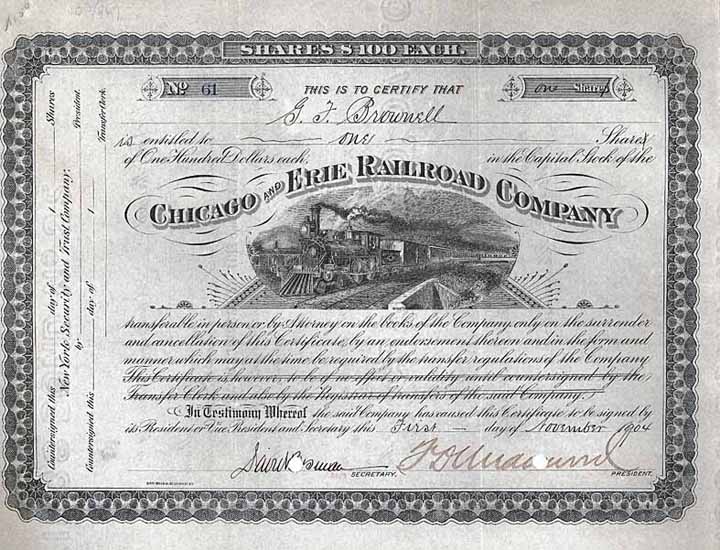 SHARES $100 EACH.
No 61
THIS IS TO CERTIFY THAT
one Share
G. F. Brownell
is entitled to one Shares
of One Hundred Dollars each, in the Capital Stock of the
CHICAGO AND ERIE RAILROAD COMPANY
transferable in person or by Attorney on the books of the Company only on the surrender
and cancellation of this Certificate, by an endorsement thereon and in the form and
manner which may at the time be required by the transfer regulations of the Company
This Certificate is however, to be of no effect or validity until countersigned by the,
Transfer Clerk and also by the Registrar of transfers of the said Company.
In Testimony Whereof the said Company has caused this Certificate to be signed by
its President or Vice President and Secretary this First day of November 1904
SECRETARY.
PRESIDENT.
Countersigned this day of 1 Shares
New York Security and Trust Company,
by President.
Countersigned this day of 1
Transfer Clerk.